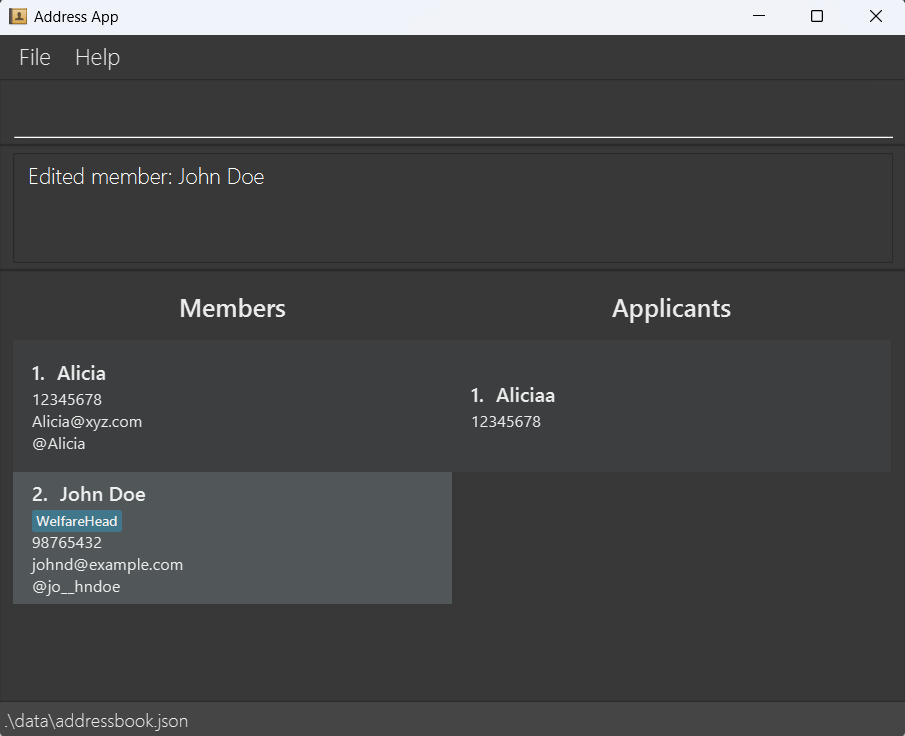 Address App
File Help
Edited member: John Doe
Members
Applicants
1. Alicia
12345678
Alicia@xyz.com
@Alicia
1. Aliciaa
12345678
2. John Doe
WelfareHead
98765432
johnd@example.com
@jo__hndoe
.\data\addressbook.json